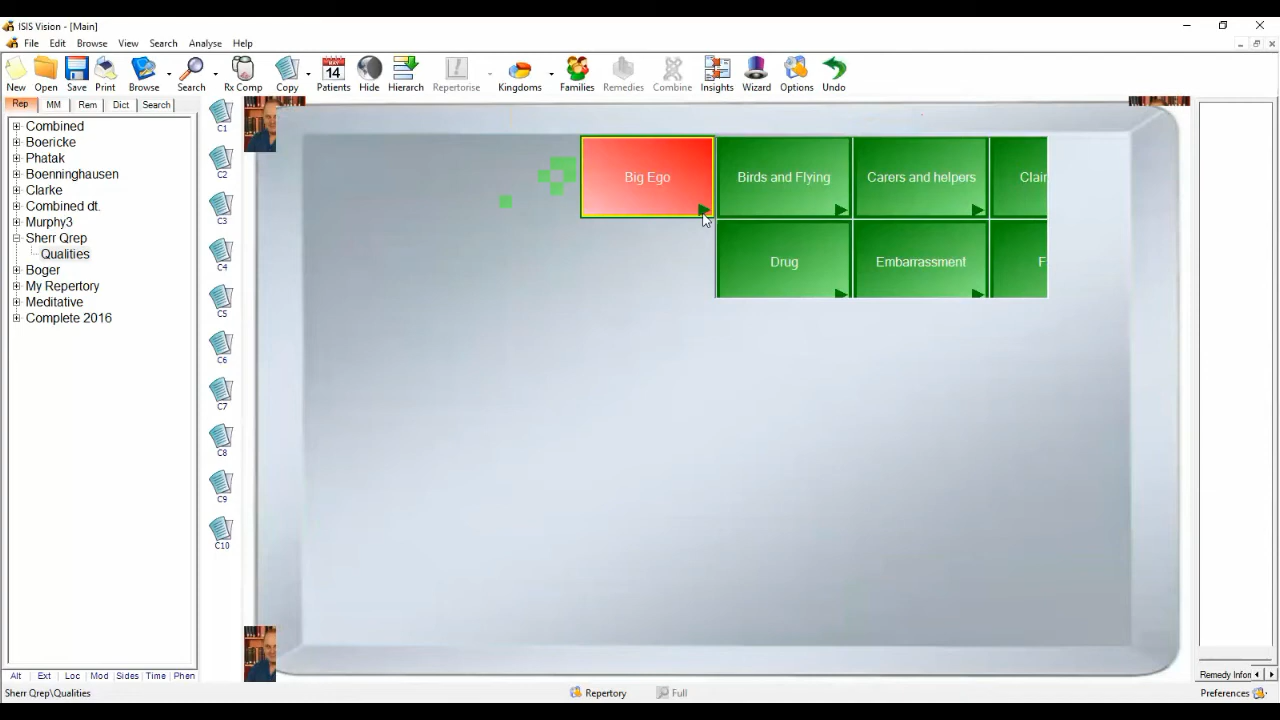 ISIS Vision - [Main]
File Edit Browse View Search Analyse Help
New Open Save Print Browse Search Rx Comp Copy Patients Hide Hierarch Repertorise Kingdoms Families Remedies Combine Insights Wizard Options Undo
14
Rep MM Rem Dict Search
Combined
Boericke
Phatak
Boenninghausen
Clarke
Combined dt.
Murphy3
Sherr Qrep
Qualities
Boger
My Repertory
Meditative
Complete 2016
C1
C2
C3
C4
C5
C6
C7
C8
C9
C10
Big Ego Birds and Flying Carers and helpers Clair
Drug Embarrassment F
Alt Ext Loc Mod Sides Time Phen
Remedy Infon
Sherr Qrep\Qualities Repertory Full Preferences